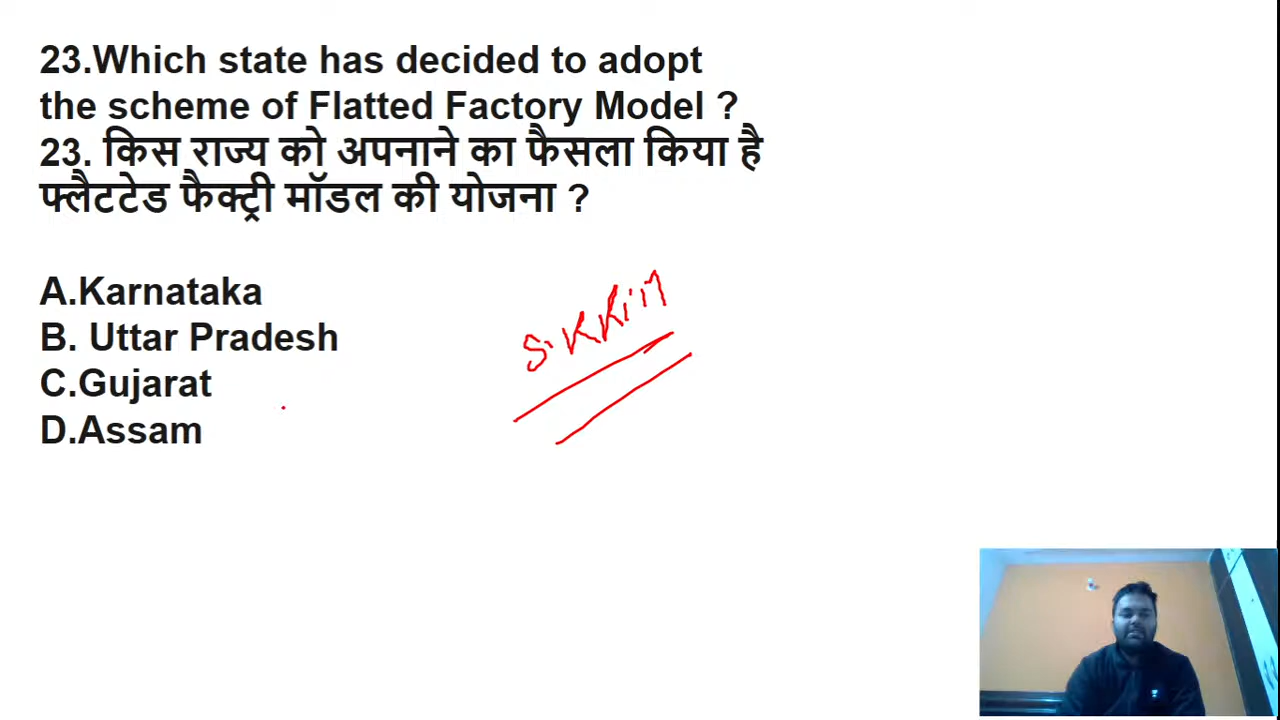 23.Which state has decided to adopt
the scheme of Flatted Factory Model ?
23. किस राज्य को अपनाने का फैसला किया है
फ्लैटटेड फैक्ट्री मॉडल की योजना ?
A.Karnataka
B. Uttar Pradesh
C.Gujarat
D.Assam
SIKKIM